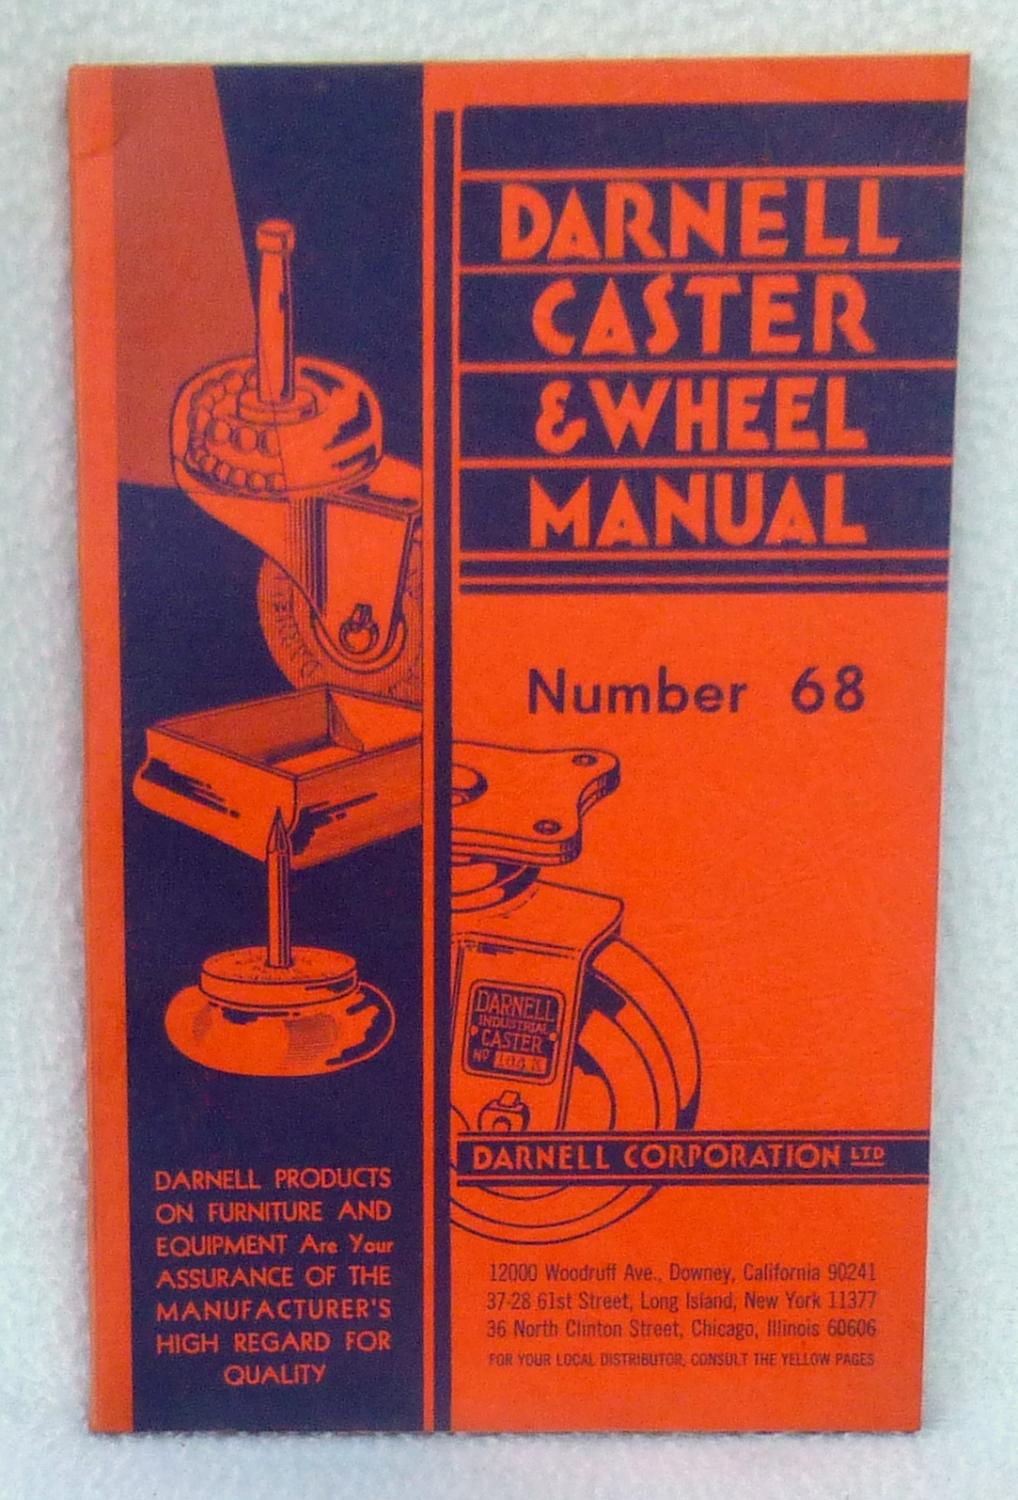 DARNELL
CASTER
& WHEEL
MANUAL
Number 68
DARNELL
INDUSTRIAL
CASTER
NO
DARNELL CORPORATION LTD
DARNELL PRODUCTS
ON FURNITURE AND
EQUIPMENT Are Your
ASSURANCE OF THE
MANUFACTURER'S
HIGH REGARD FOR
QUALITY
12000 Woodruff Ave., Downey, California 90241
37-28 61st Street, Long Island, New York 11377
36 North Clinton Street, Chicago, Illinois 60606
FOR YOUR LOCAL DISTRIBUTOR, CONSULT THE YELLOW PAGES